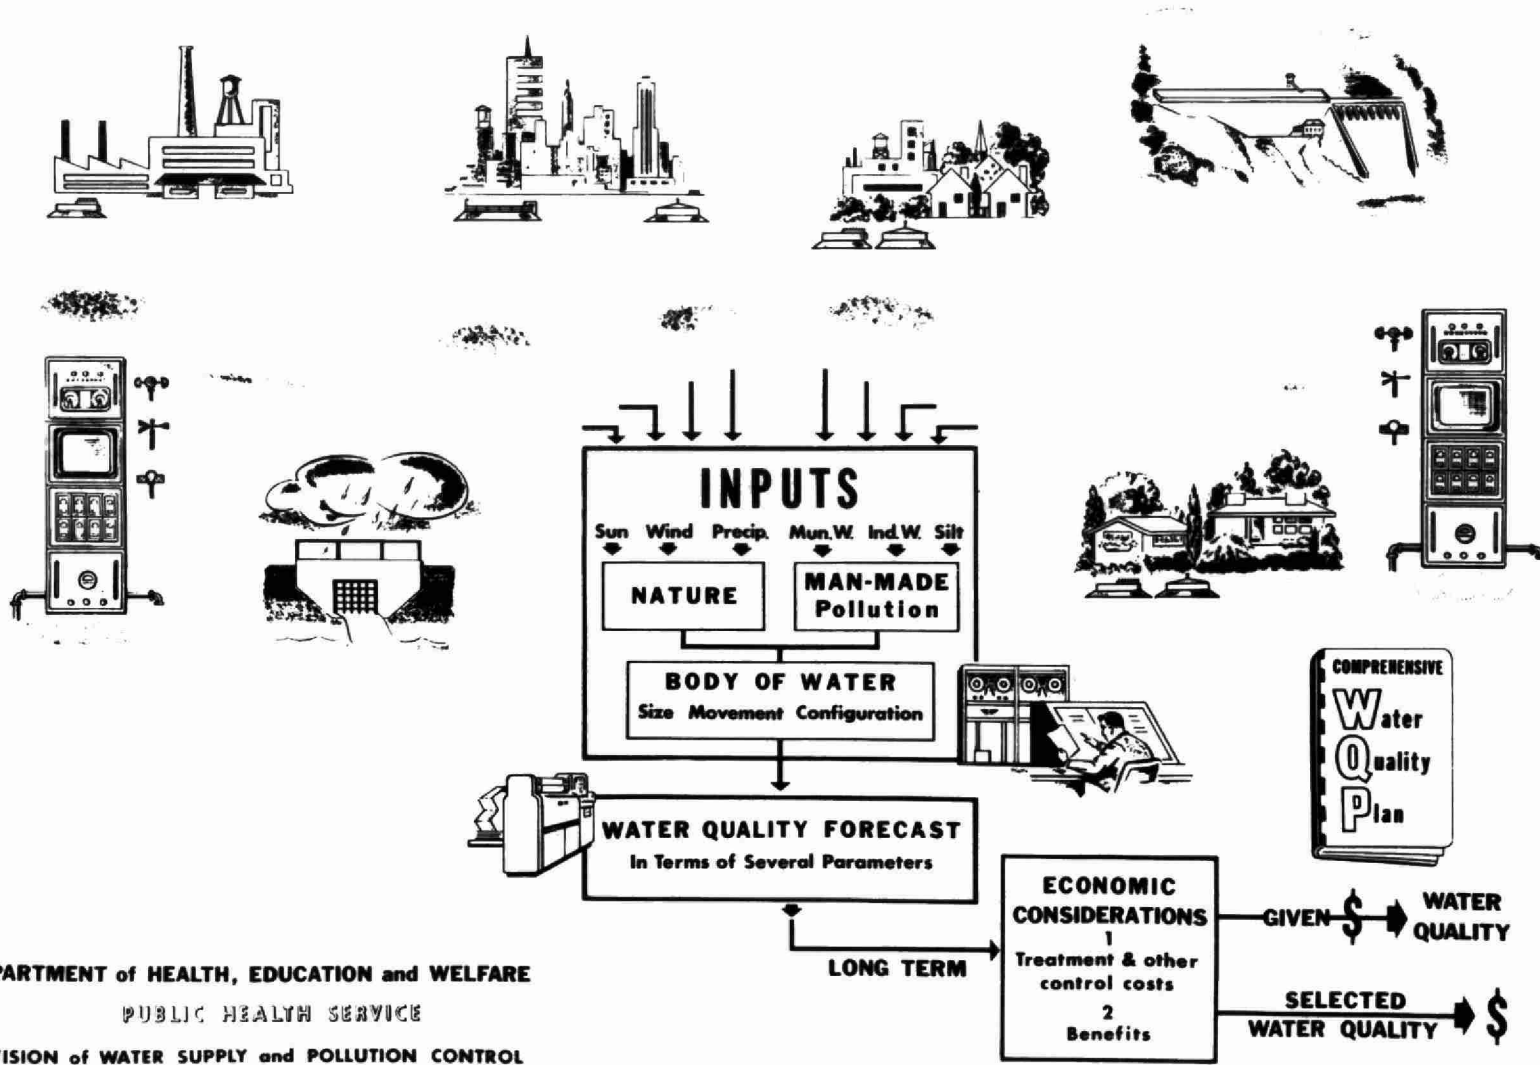 INPUTS
Sun Wind Precip. Mun.W. Ind.W. Silt
NATURE
MAN-MADE
Pollution
BODY OF WATER
Size Movement Configuration
COMPREHENSIVE
Water
Quality
Plan
WATER QUALITY FORECAST
In Terms of Several Parameters
LONG TERM
ECONOMIC
CONSIDERATIONS
1
Treatment & other
control costs
2
Benefits
GIVEN $ WATER
QUALITY
SELECTED
WATER QUALITY $
PARTMENT of HEALTH, EDUCATION and WELFARE
PUBLIC HEALTH SERVICE
VISION of WATER SUPPLY and POLLUTION CONTROL